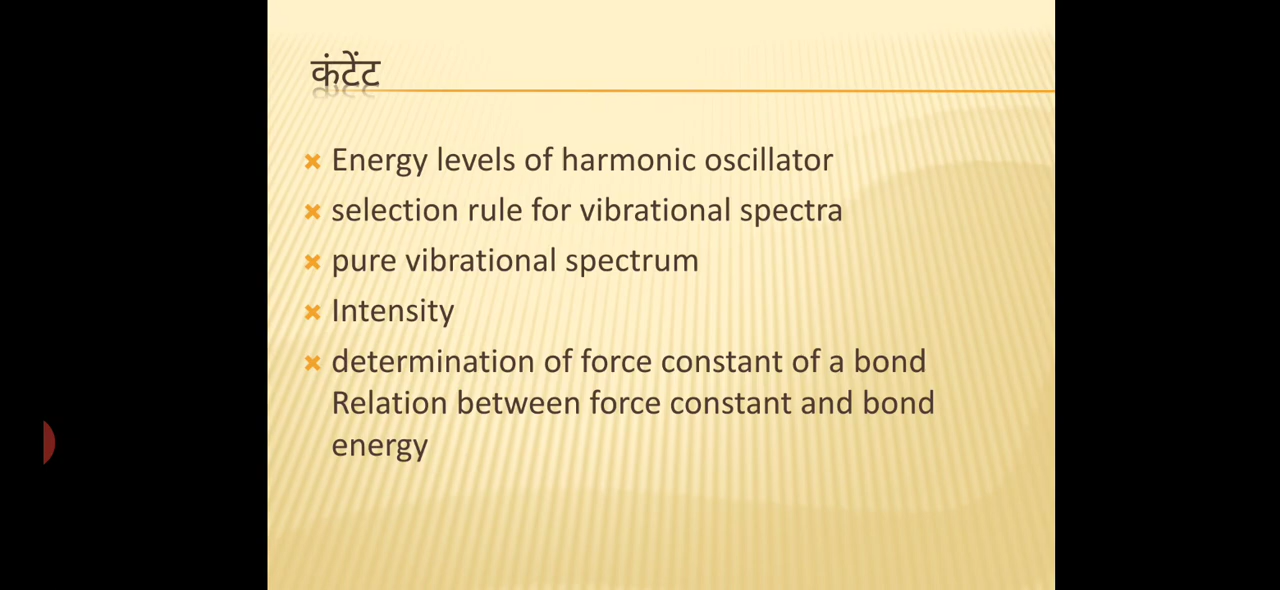 कंटेंट
Energy levels of harmonic oscillator
selection rule for vibrational spectra
pure vibrational spectrum
Intensity
determination of force constant of a bond
Relation between force constant and bond
energy